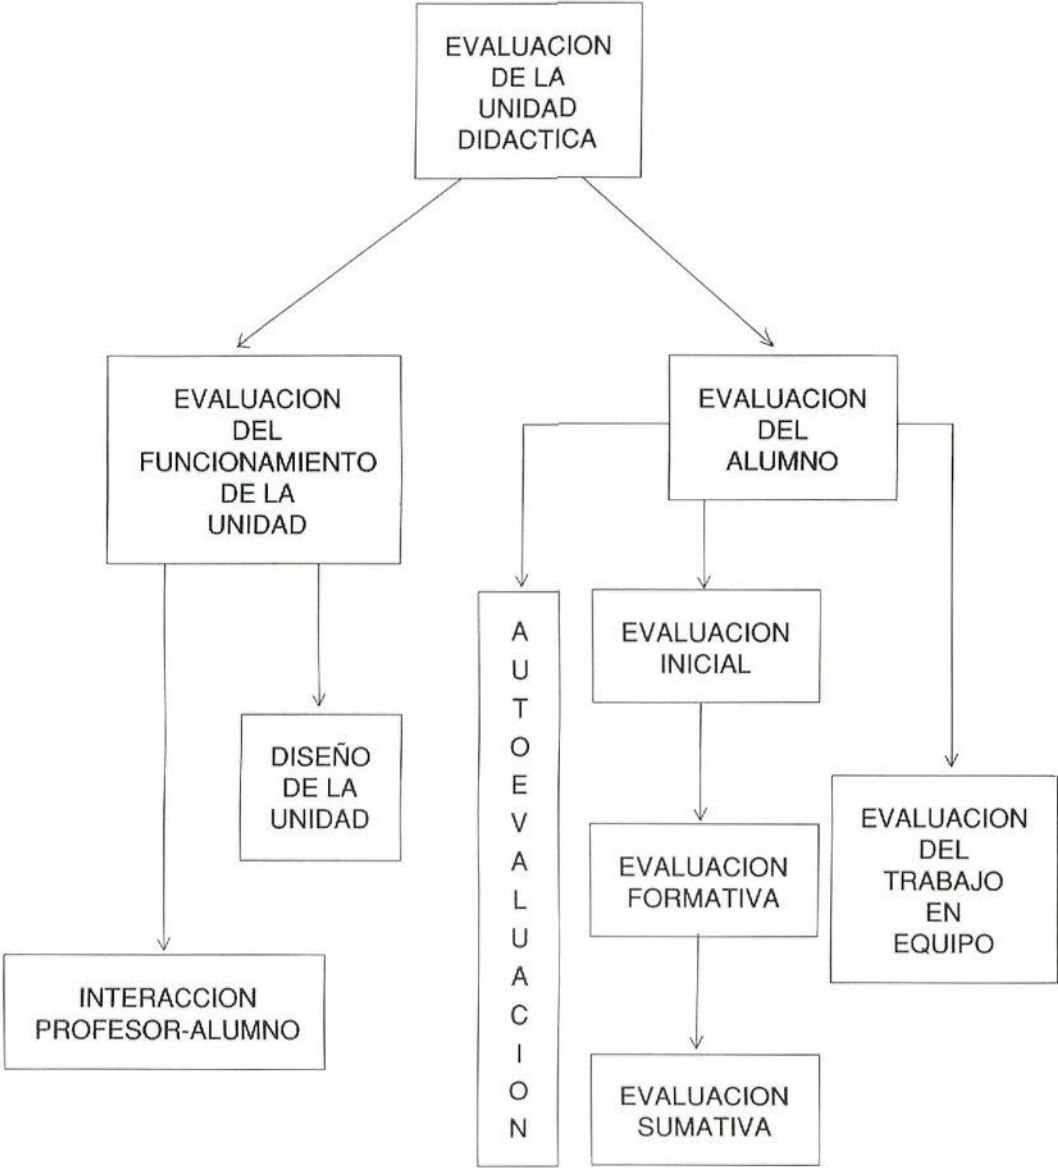 EVALUACION
DE LA
UNIDAD
DIDACTICA
EVALUACION
DEL
FUNCIONAMIENTO
DE LA
UNIDAD
EVALUACION
DEL
ALUMNO
DISEÑO
DE LA
UNIDAD
INTERACCION
PROFESOR-ALUMNO
A
U
T
O
E
V
A
L
U
A
C
I
O
N
EVALUACION
INICIAL
EVALUACION
FORMATIVA
EVALUACION
SUMATIVA
EVALUACION
DEL
TRABAJO
EN
EQUIPO